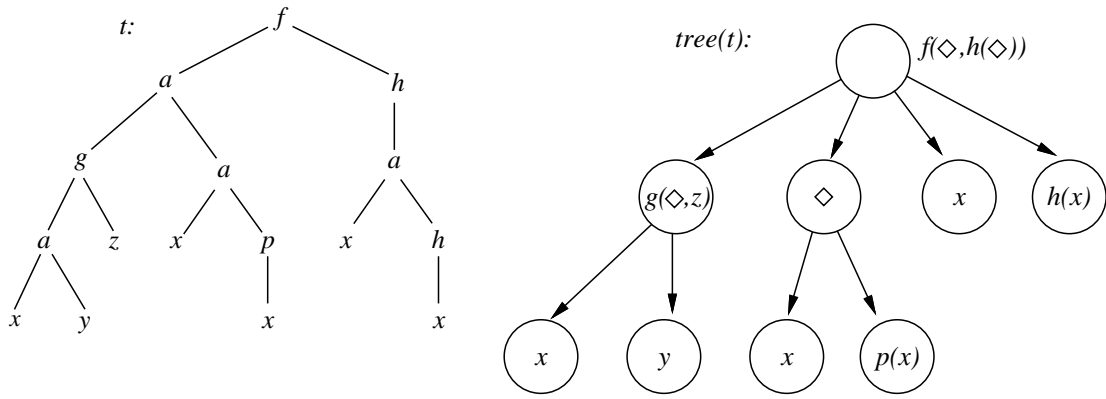 t: f tree(t): f(◇,h(◇))
a h
g a a g(◇,z) ◇ x h(x)
a z x p x h
x y x x x y x p(x)